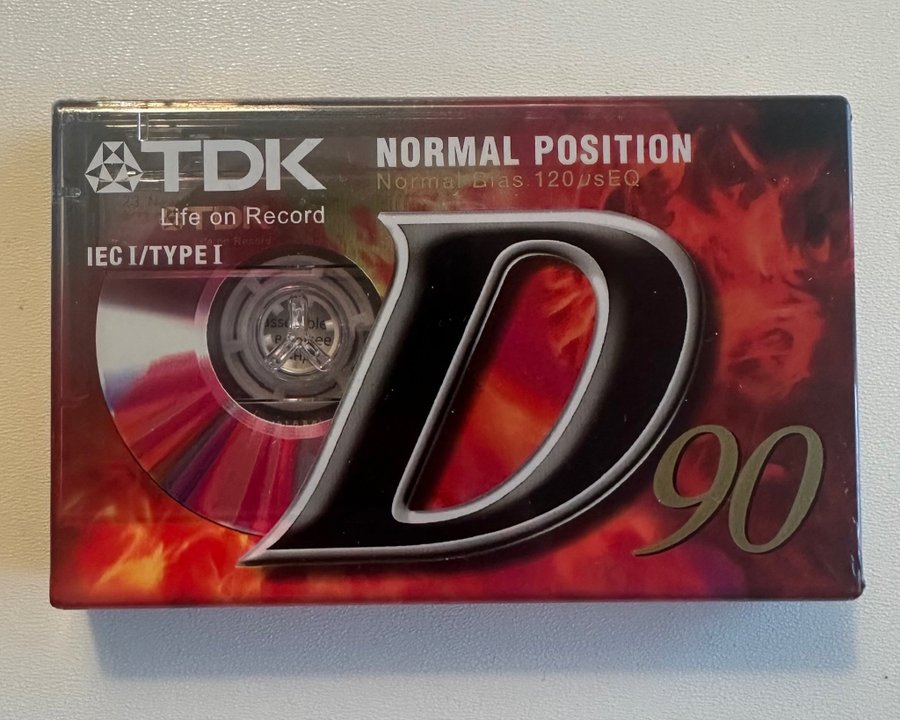 TDK
Life on Record
IEC I/TYPE I
NORMAL POSITION
Normal Bias 120µsEQ
D
90